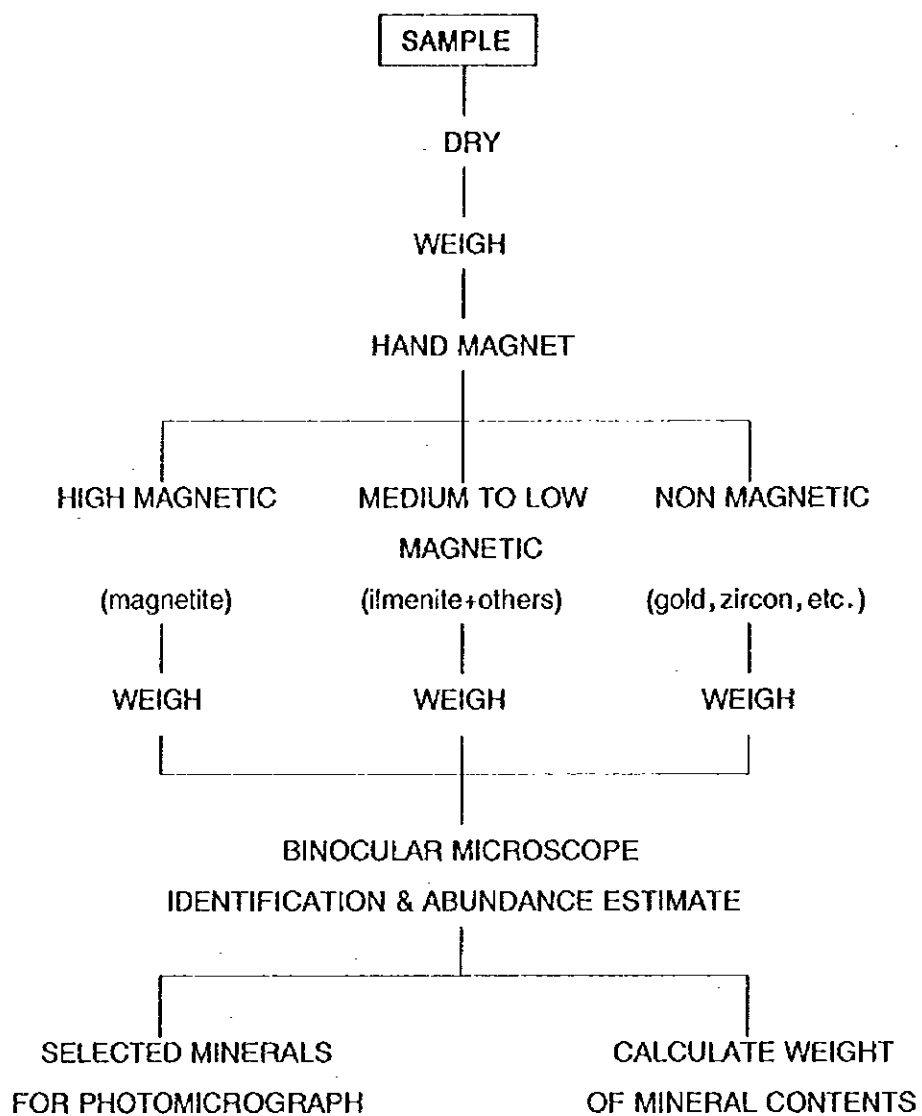 SAMPLE
DRY
WEIGH
HAND MAGNET
HIGH MAGNETIC
MEDIUM TO LOW
MAGNETIC
NON MAGNETIC
(magnetite)
(ilmenite+others)
(gold, zircon, etc.)
WEIGH
WEIGH
WEIGH
BINOCULAR MICROSCOPE
IDENTIFICATION & ABUNDANCE ESTIMATE
SELECTED MINERALS
FOR PHOTOMICROGRAPH
CALCULATE WEIGHT
OF MINERAL CONTENTS